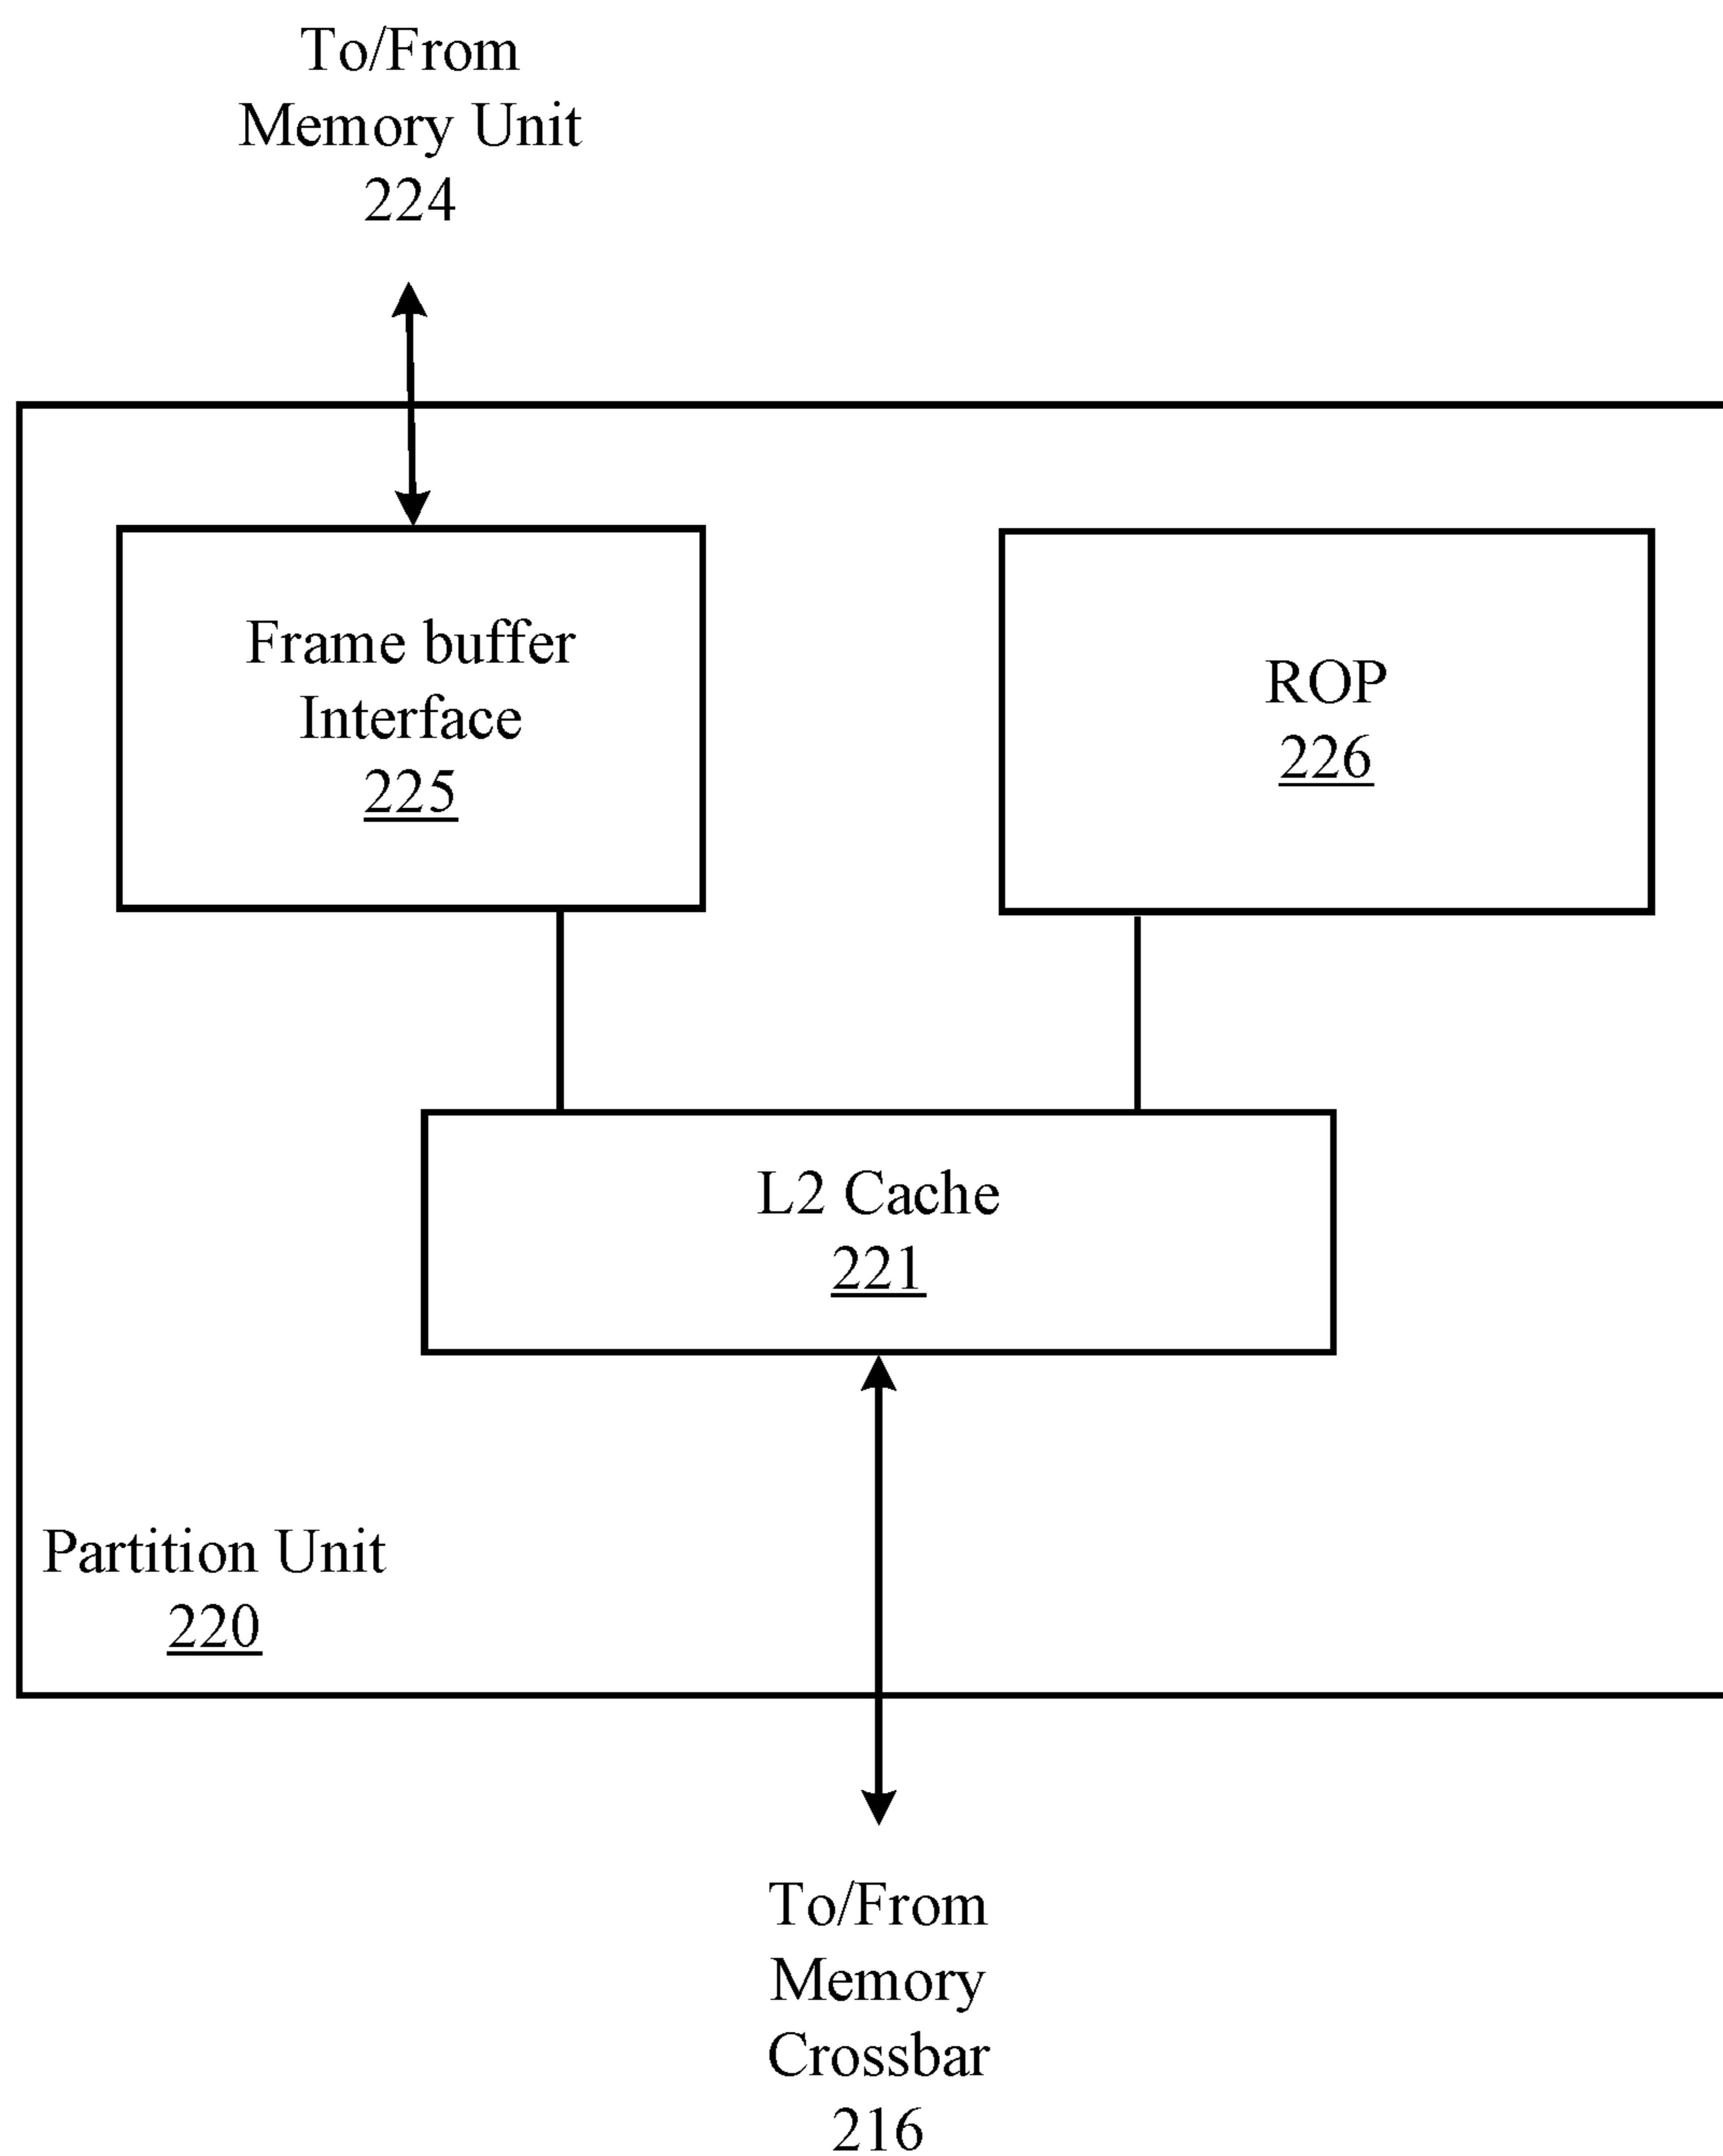 To/From
Memory Unit
224
Frame buffer
Interface
225
ROP
226
L2 Cache
221
Partition Unit
220
To/From
Memory
Crossbar
216